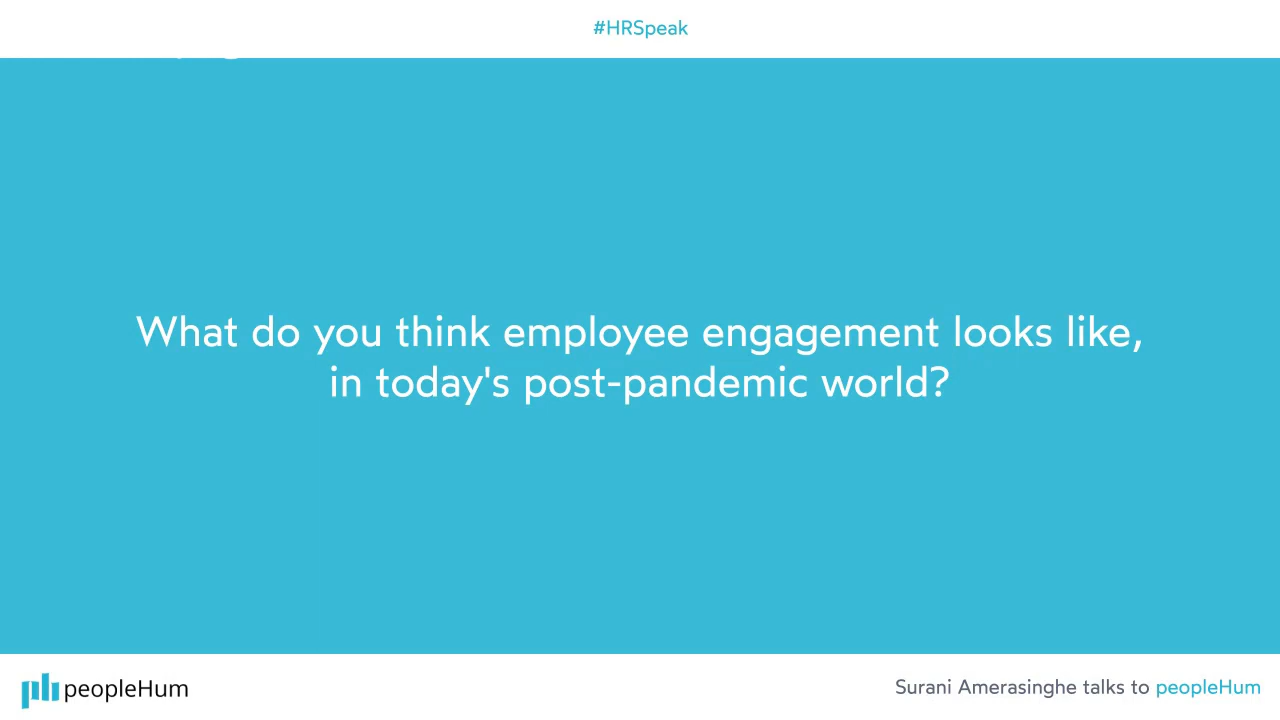 #HRSpeak
What do you think employee engagement looks like,
in today's post-pandemic world?
peopleHum
Surani Amerasinghe talks to peopleHum